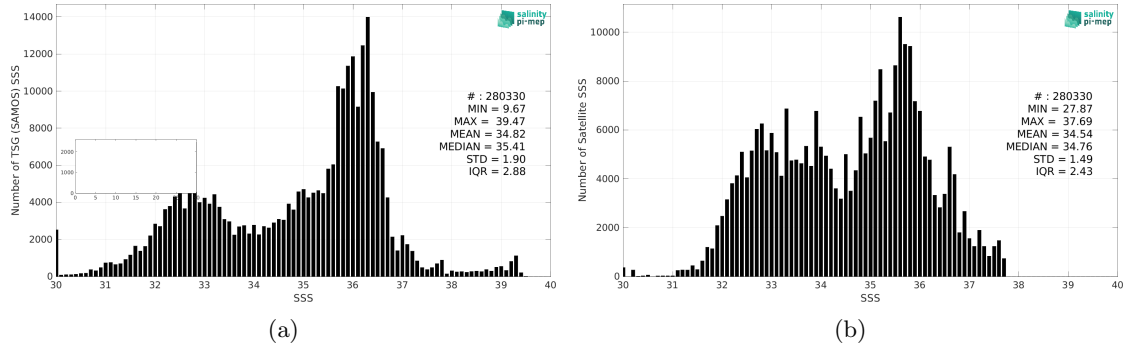 14000
12000
10000
8000
6000
4000
2000
0
Number of TSG (SAMOS) SSS
salinity
pi-mep
# : 280330
MIN = 9.67
MAX = 39.47
MEAN = 34.82
MEDIAN = 35.41
STD = 1.90
IQR = 2.88
2000
1000
0
0 5 10 15 20
30 31 32 33 34 35 36 37 38 39 40
SSS
(a)
10000
8000
6000
4000
2000
0
Number of Satellite SSS
salinity
pi-mep
# : 280330
MIN = 27.87
MAX = 37.69
MEAN = 34.54
MEDIAN = 34.76
STD = 1.49
IQR = 2.43
30 31 32 33 34 35 36 37 38 39 40
SSS
(b)